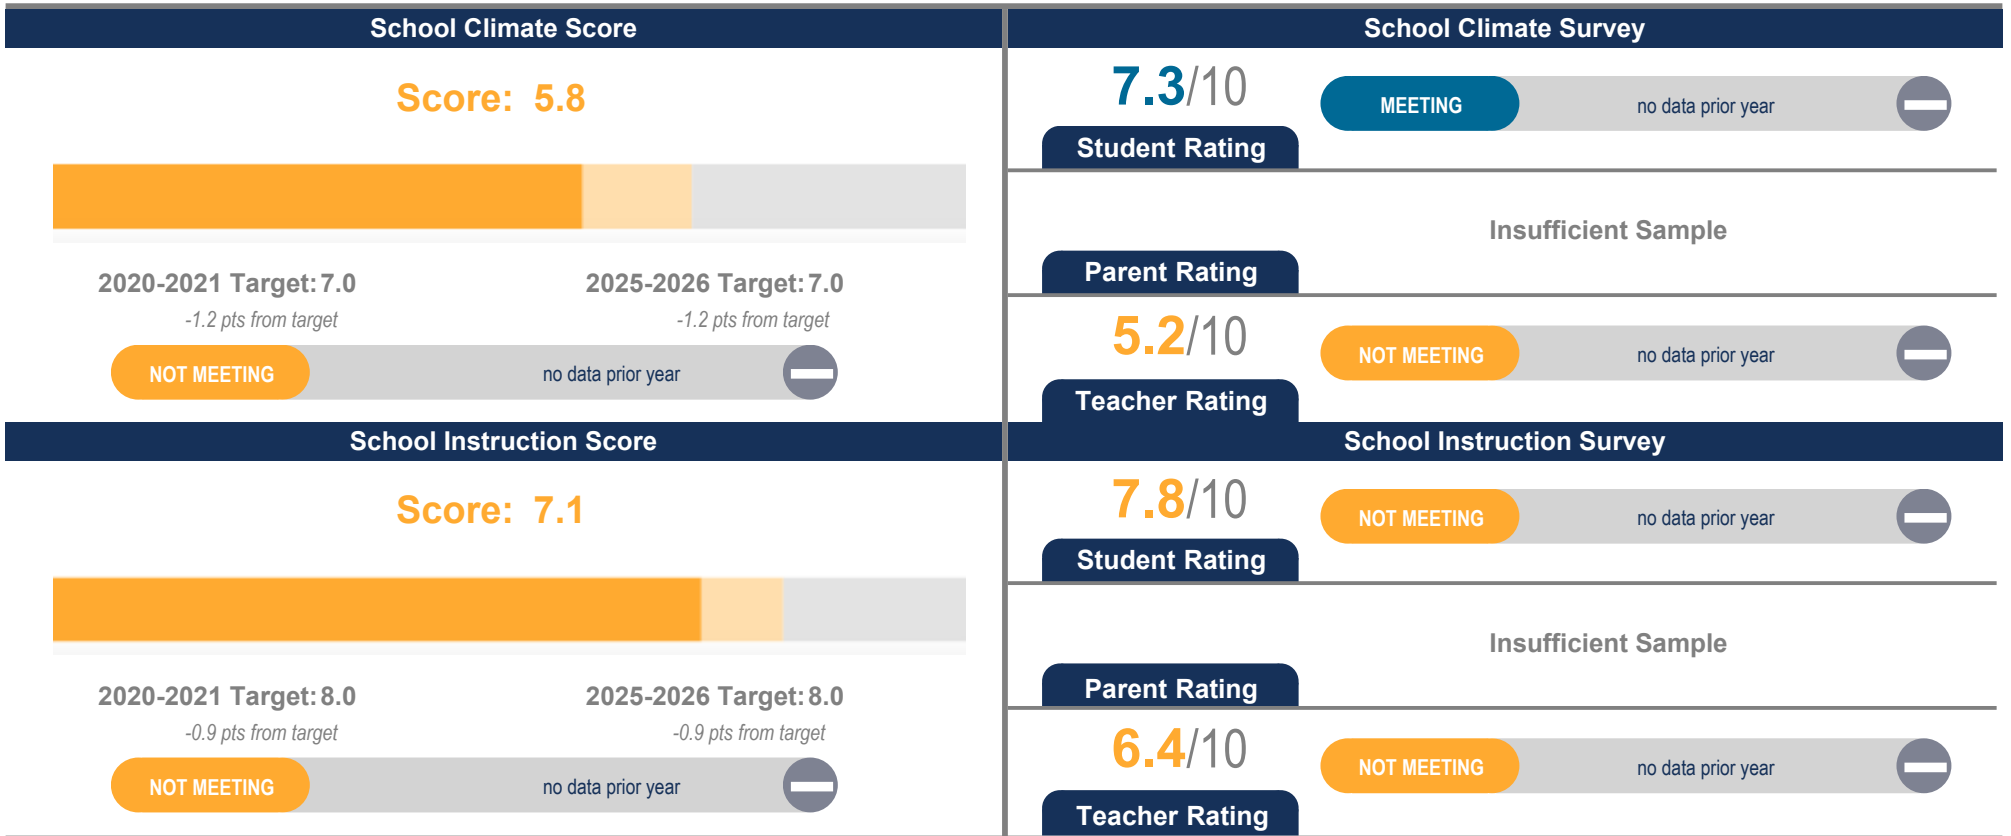 School Climate Score
Score: 5.8
2020-2021 Target: 7.0
2025-2026 Target: 7.0
-1.2 pts from target
-1.2 pts from target
NOT MEETING
no data prior year
School Climate Survey
7.3/10
MEETING
no data prior year
Student Rating
Insufficient Sample
Parent Rating
5.2/10
NOT MEETING
no data prior year
Teacher Rating
School Instruction Score
Score: 7.1
2020-2021 Target: 8.0
2025-2026 Target: 8.0
-0.9 pts from target
-0.9 pts from target
NOT MEETING
no data prior year
School Instruction Survey
7.8/10
NOT MEETING
no data prior year
Student Rating
Insufficient Sample
Parent Rating
6.4/10
NOT MEETING
no data prior year
Teacher Rating